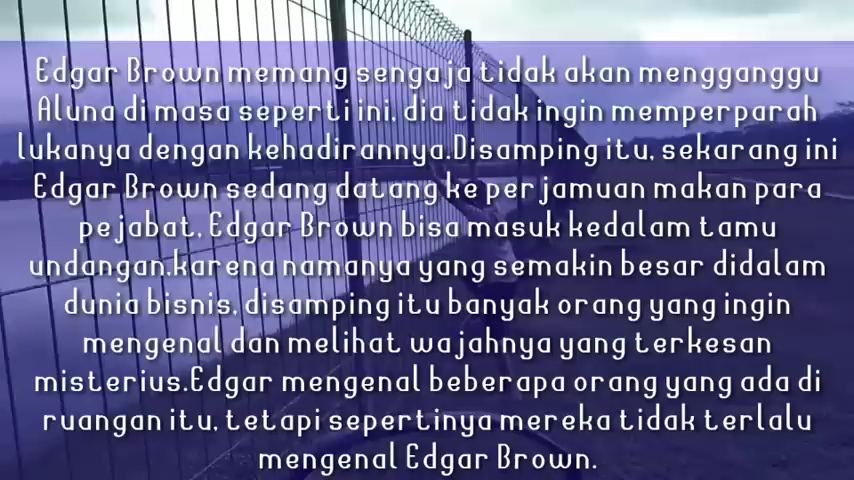 Edgar Brown memang sengaja tidak akan mengganggu
Aluna di masa seperti ini, dia tidak ingin memperparah
lukanya dengan kehadirannya.Disamping itu, sekarang ini
Edgar Brown sedang datang ke perjamuan makan para
pejabat, Edgar Brown bisa masuk kedalam tamu
undangan,karena namanya yang semakin besar didalam
dunia bisnis, disamping itu banyak orang yang ingin
mengenal dan melihat wajahnya yang terkesan
misterius.Edgar mengenal beberapa orang yang ada di
ruangan itu, tetapi sepertinya mereka tidak terlalu
mengenal Edgar Brown.